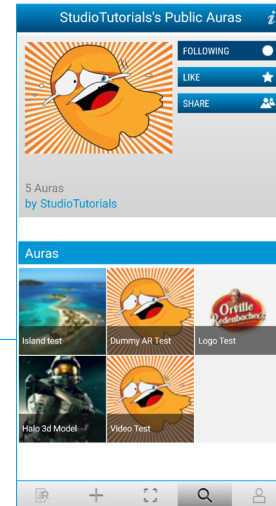 StudioTutorials's Public Auras
FOLLOWING
LIKE
SHARE
5 Auras
by StudioTutorials
Auras
Island test
Dummy AR Test
Orville
Redenbacher's
Logo Test
Halo 3d Model
Video Test